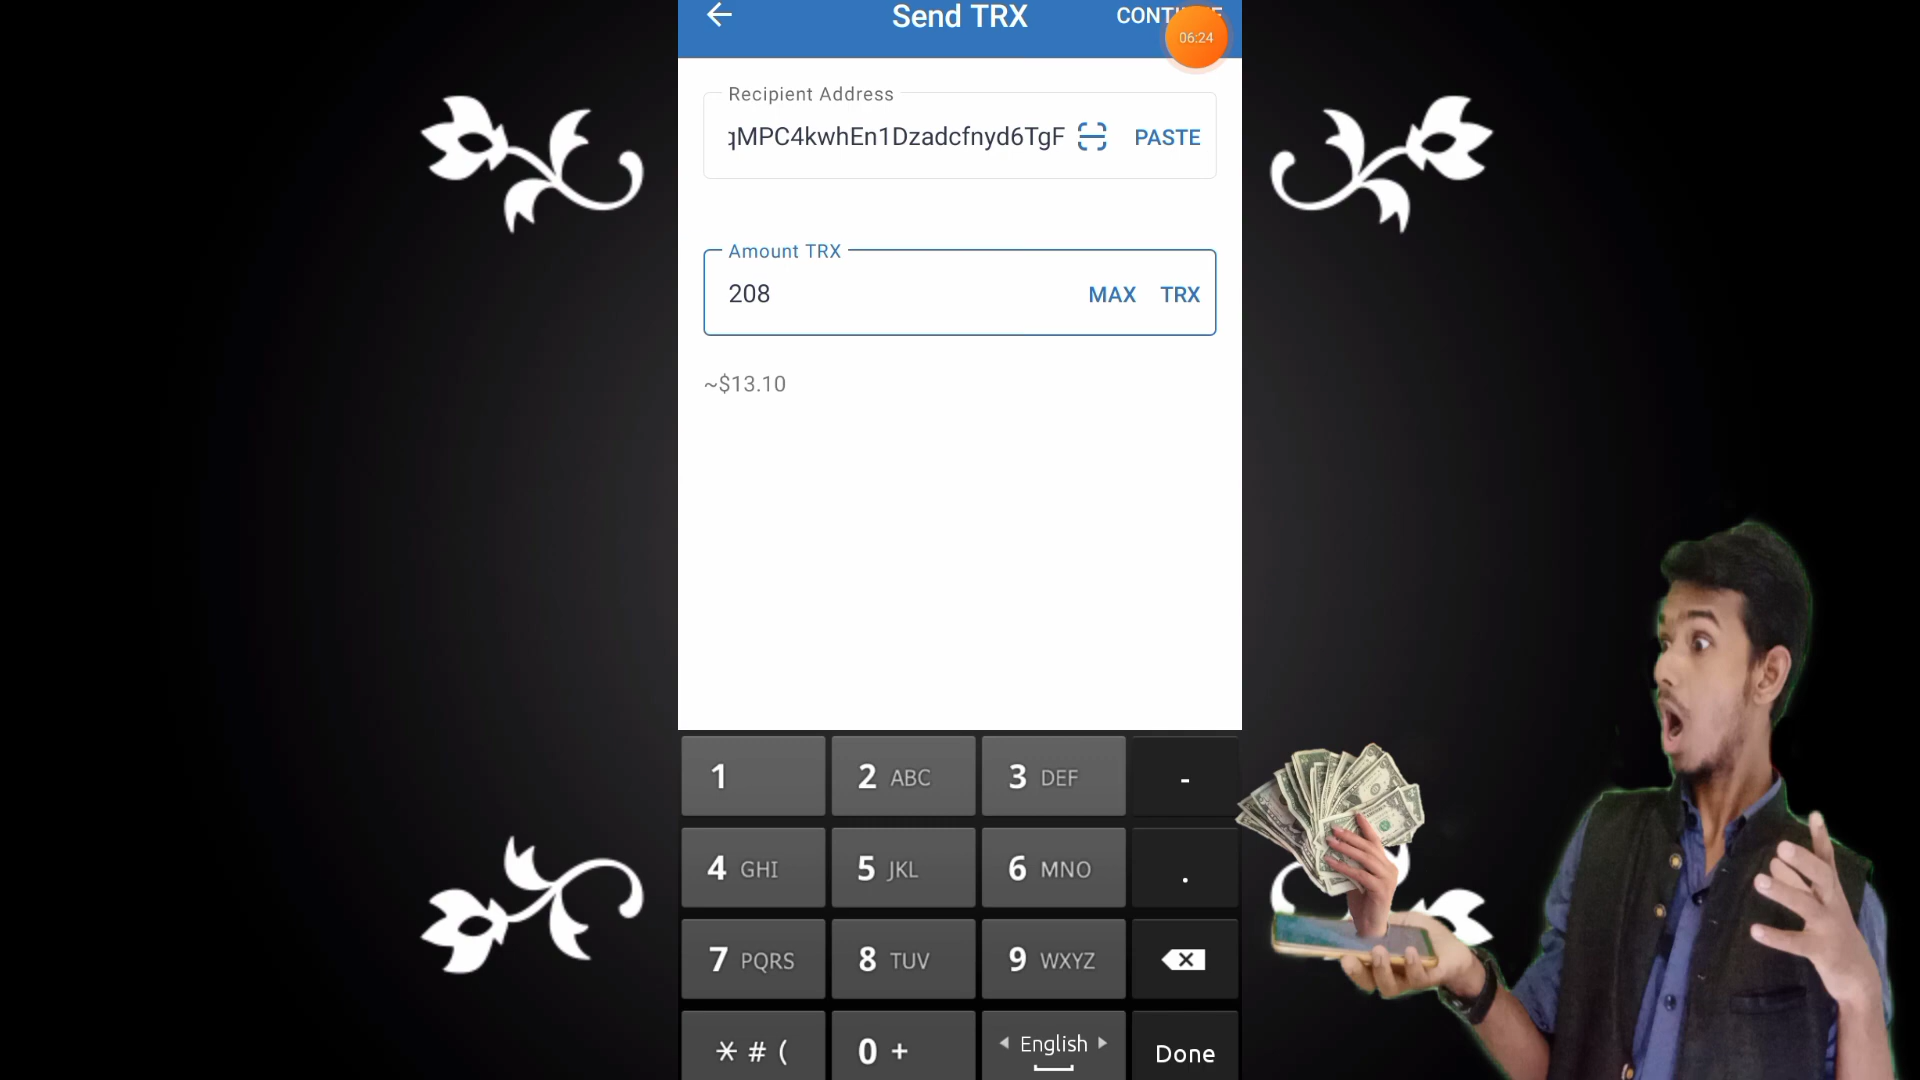 Send TRX
06:24
Recipient Address
qMPC4kwhEn1Dzadcfnyd6TgF
PASTE
Amount TRX
208
MAX TRX
~$13.10
1
2 ABC
3 DEF
-
4 GHI
5 JKL
6 MNO
.
7 PQRS
8 TUV
9 WXYZ
* # (
0 +
English
Done